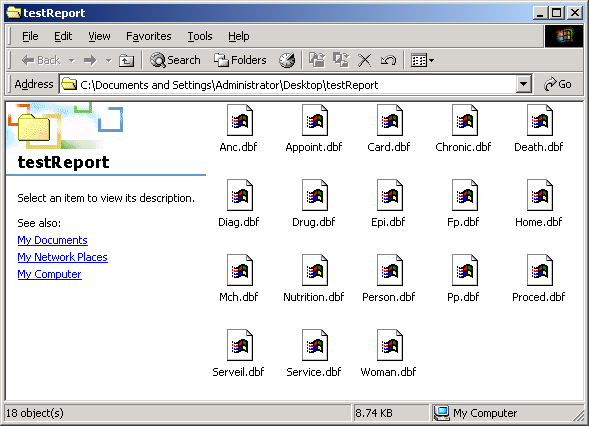 testReport
File Edit View Favorites Tools Help
Back Search Folders
Address C:\Documents and Settings\Administrator\Desktop\testReport Go
testReport
Select an item to view its description.
See also:
My Documents
My Network Places
My Computer
Anc.dbf Appoint.dbf Card.dbf Chronic.dbf Death.dbf
Diag.dbf Drug.dbf Epi.dbf Fp.dbf Home.dbf
Mch.dbf Nutrition.dbf Person.dbf Pp.dbf Proced.dbf
Serveil.dbf Service.dbf Woman.dbf
18 object(s) 8.74 KB My Computer